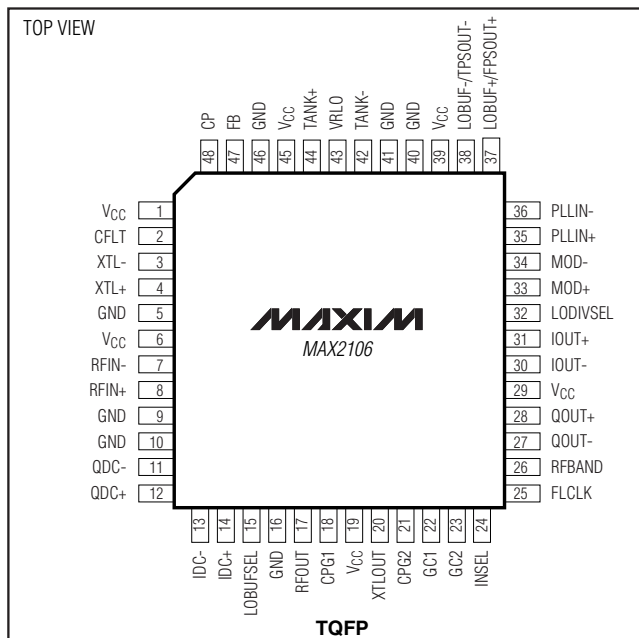 TOP VIEW
CP
FB
GND
VCC
TANK+
VRLO
TANK-
GND
GND
VCC
LOBUF-/TPSOUT-
LOBUF+/FPSOUT+
48
47
46
45
44
43
42
41
40
39
38
37
VCC 1
CFLT 2
XTL- 3
XTL+ 4
GND 5
VCC 6
RFIN- 7
RFIN+ 8
GND 9
GND 10
QDC- 11
QDC+ 12
MAXIM
MAX2106
36 PLLIN-
35 PLLIN+
34 MOD-
33 MOD+
32 LODIVSEL
31 IOUT+
30 IOUT-
29 VCC
28 QOUT+
27 QOUT-
26 RFBAND
25 FLCLK
13
14
15
16
17
18
19
20
21
22
23
24
IDC-
IDC+
LOBUFSEL
GND
RFOUT
CPG1
VCC
XTLOUT
CPG2
GC1
GC2
INSEL
TQFP